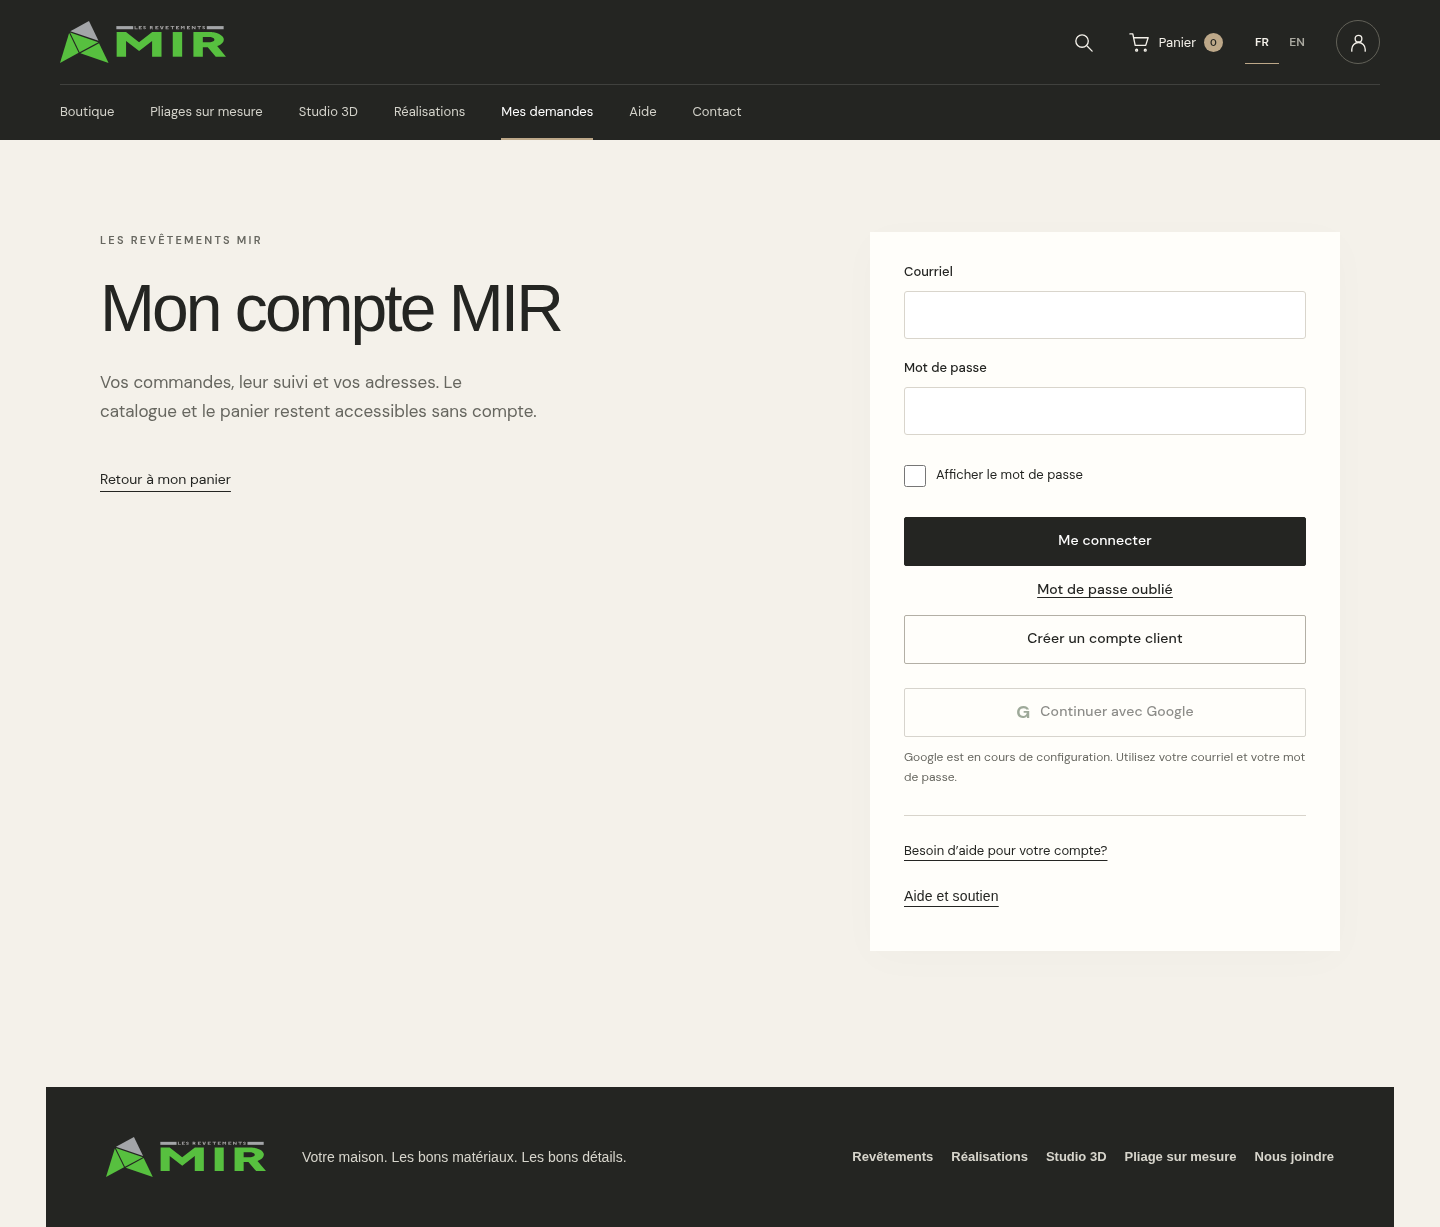 LES REVÊTEMENTS
MIR
Panier 0
FR EN
Boutique Pliages sur mesure Studio 3D Réalisations Mes demandes Aide Contact
LES REVÊTEMENTS MIR
Mon compte MIR
Vos commandes, leur suivi et vos adresses. Le
catalogue et le panier restent accessibles sans compte.
Retour à mon panier
Courriel
Mot de passe
Afficher le mot de passe
Me connecter
Mot de passe oublié
Créer un compte client
G Continuer avec Google
Google est en cours de configuration. Utilisez votre courriel et votre mot
de passe.
Besoin d’aide pour votre compte?
Aide et soutien
LES REVÊTEMENTS
MIR
Votre maison. Les bons matériaux. Les bons détails.
Revêtements Réalisations Studio 3D Pliage sur mesure Nous joindre